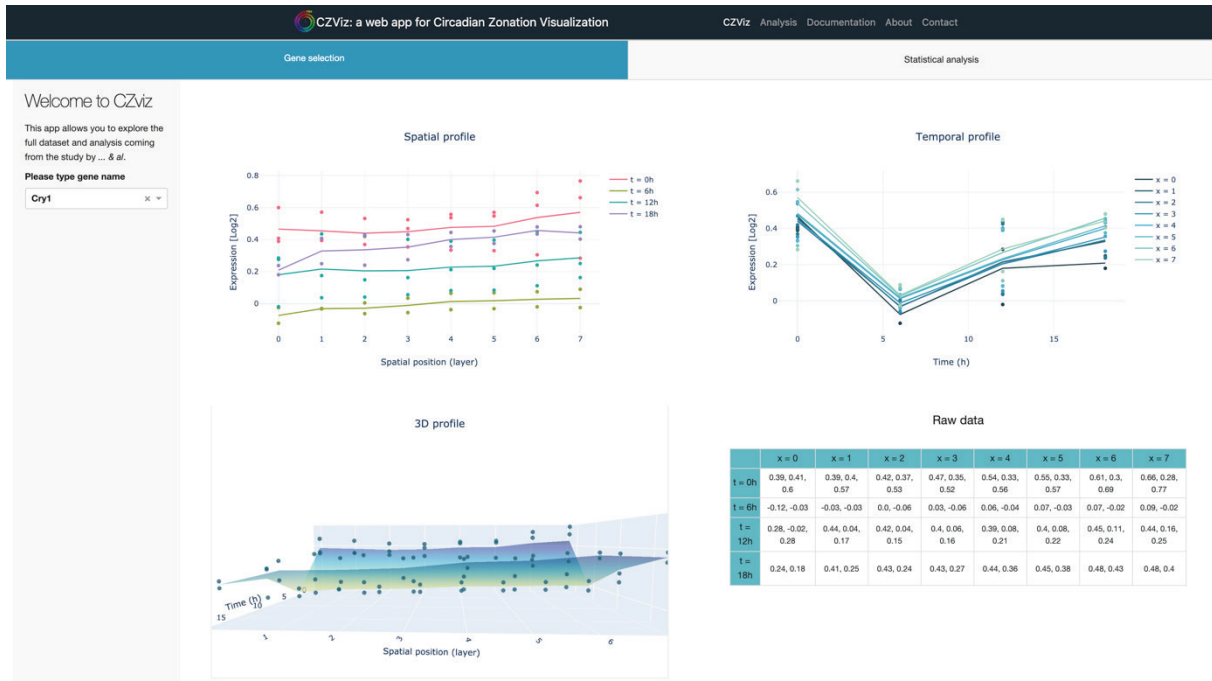 CZViz: a web app for Circadian Zonation Visualization
CZViz Analysis Documentation About Contact
Gene selection
Statistical analysis
Welcome to CZviz
This app allows you to explore the
full dataset and analysis coming
from the study by ... & al.
Please type gene name
Cry1
Spatial profile
Expression [Log2]
0.8
0.6
0.4
0.2
0
0 1 2 3 4 5 6 7
Spatial position (layer)
t = 0h
t = 6h
t = 12h
t = 18h
Temporal profile
Expression [Log2]
0.6
0.4
0.2
0
0 5 10 15
Time (h)
x = 0
x = 1
x = 2
x = 3
x = 4
x = 5
x = 6
x = 7
3D profile
Time (h)
15 10 5 0
1 2 3 4 5 6
Spatial position (layer)
Raw data
x = 0 x = 1 x = 2 x = 3 x = 4 x = 5 x = 6 x = 7
t = 0h 0.39, 0.41, 0.39, 0.4, 0.42, 0.37, 0.47, 0.35, 0.54, 0.33, 0.55, 0.33, 0.61, 0.3, 0.66, 0.28,
0.6 0.57 0.53 0.52 0.56 0.57 0.69 0.77
t = 6h -0.12, -0.03 -0.03, -0.03 0.0, -0.06 0.03, -0.06 0.06, -0.04 0.07, -0.03 0.07, -0.02 0.09, -0.02
t = 0.28, -0.02, 0.44, 0.04, 0.42, 0.04, 0.4, 0.06, 0.39, 0.08, 0.4, 0.08, 0.45, 0.11, 0.44, 0.16,
12h 0.28 0.17 0.15 0.16 0.21 0.22 0.24 0.25
t =
18h 0.24, 0.18 0.41, 0.25 0.43, 0.24 0.43, 0.27 0.44, 0.36 0.45, 0.38 0.48, 0.43 0.48, 0.4